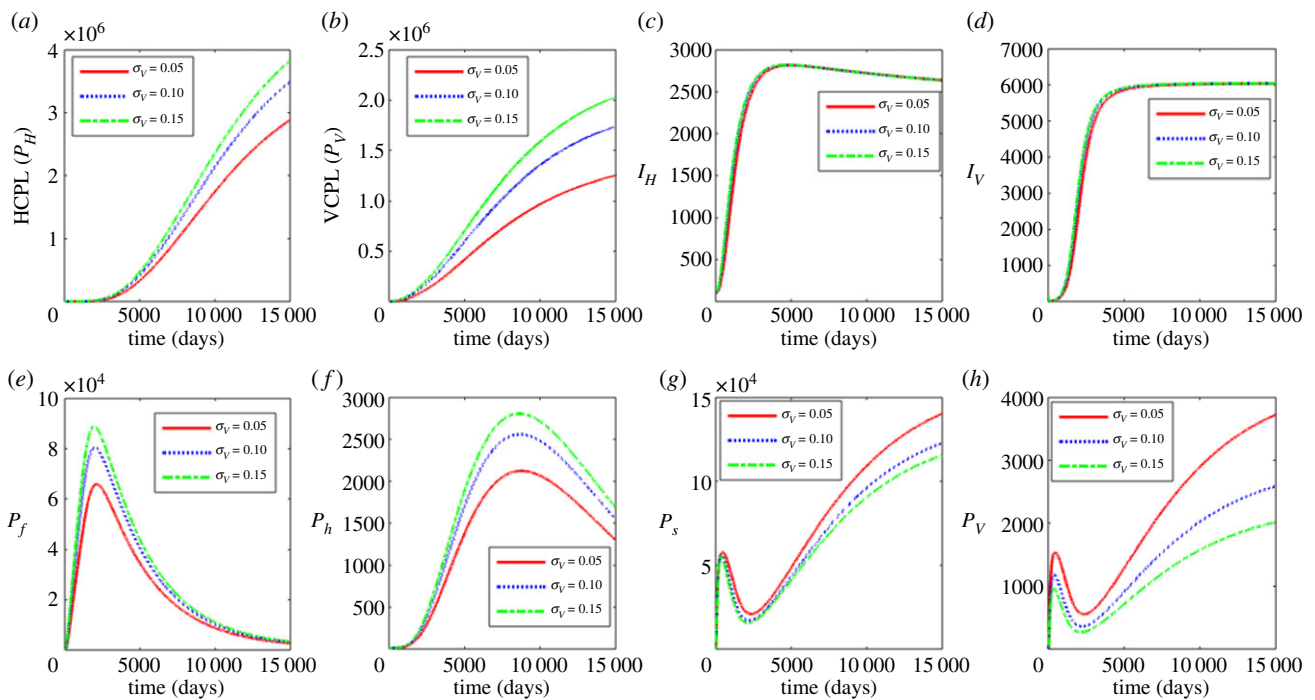 (a)
×10⁶
4
3
2
1
0
5000
10 000
15 000
HCPL (P_H)
time (days)
σ_V = 0.05
σ_V = 0.10
σ_V = 0.15
(b)
×10⁶
2.5
2.0
1.5
1.0
0.5
0
5000
10 000
15 000
VCPL (P_V)
time (days)
σ_V = 0.05
σ_V = 0.10
σ_V = 0.15
(c)
3000
2500
2000
1500
1000
500
0
5000
10 000
15 000
I_H
time (days)
σ_V = 0.05
σ_V = 0.10
σ_V = 0.15
(d)
7000
6000
5000
4000
3000
2000
1000
0
5000
10 000
15 000
I_V
time (days)
σ_V = 0.05
σ_V = 0.10
σ_V = 0.15
(e)
×10⁴
10
8
6
4
2
0
5000
10 000
15 000
P_f
time (days)
σ_V = 0.05
σ_V = 0.10
σ_V = 0.15
(f)
3000
2500
2000
1500
1000
500
0
5000
10 000
15 000
P_h
time (days)
σ_V = 0.05
σ_V = 0.10
σ_V = 0.15
(g)
×10⁴
15
10
5
0
5000
10 000
15 000
P_s
time (days)
σ_V = 0.05
σ_V = 0.10
σ_V = 0.15
(h)
4000
3000
2000
1000
0
5000
10 000
15 000
P_V
time (days)
σ_V = 0.05
σ_V = 0.10
σ_V = 0.15